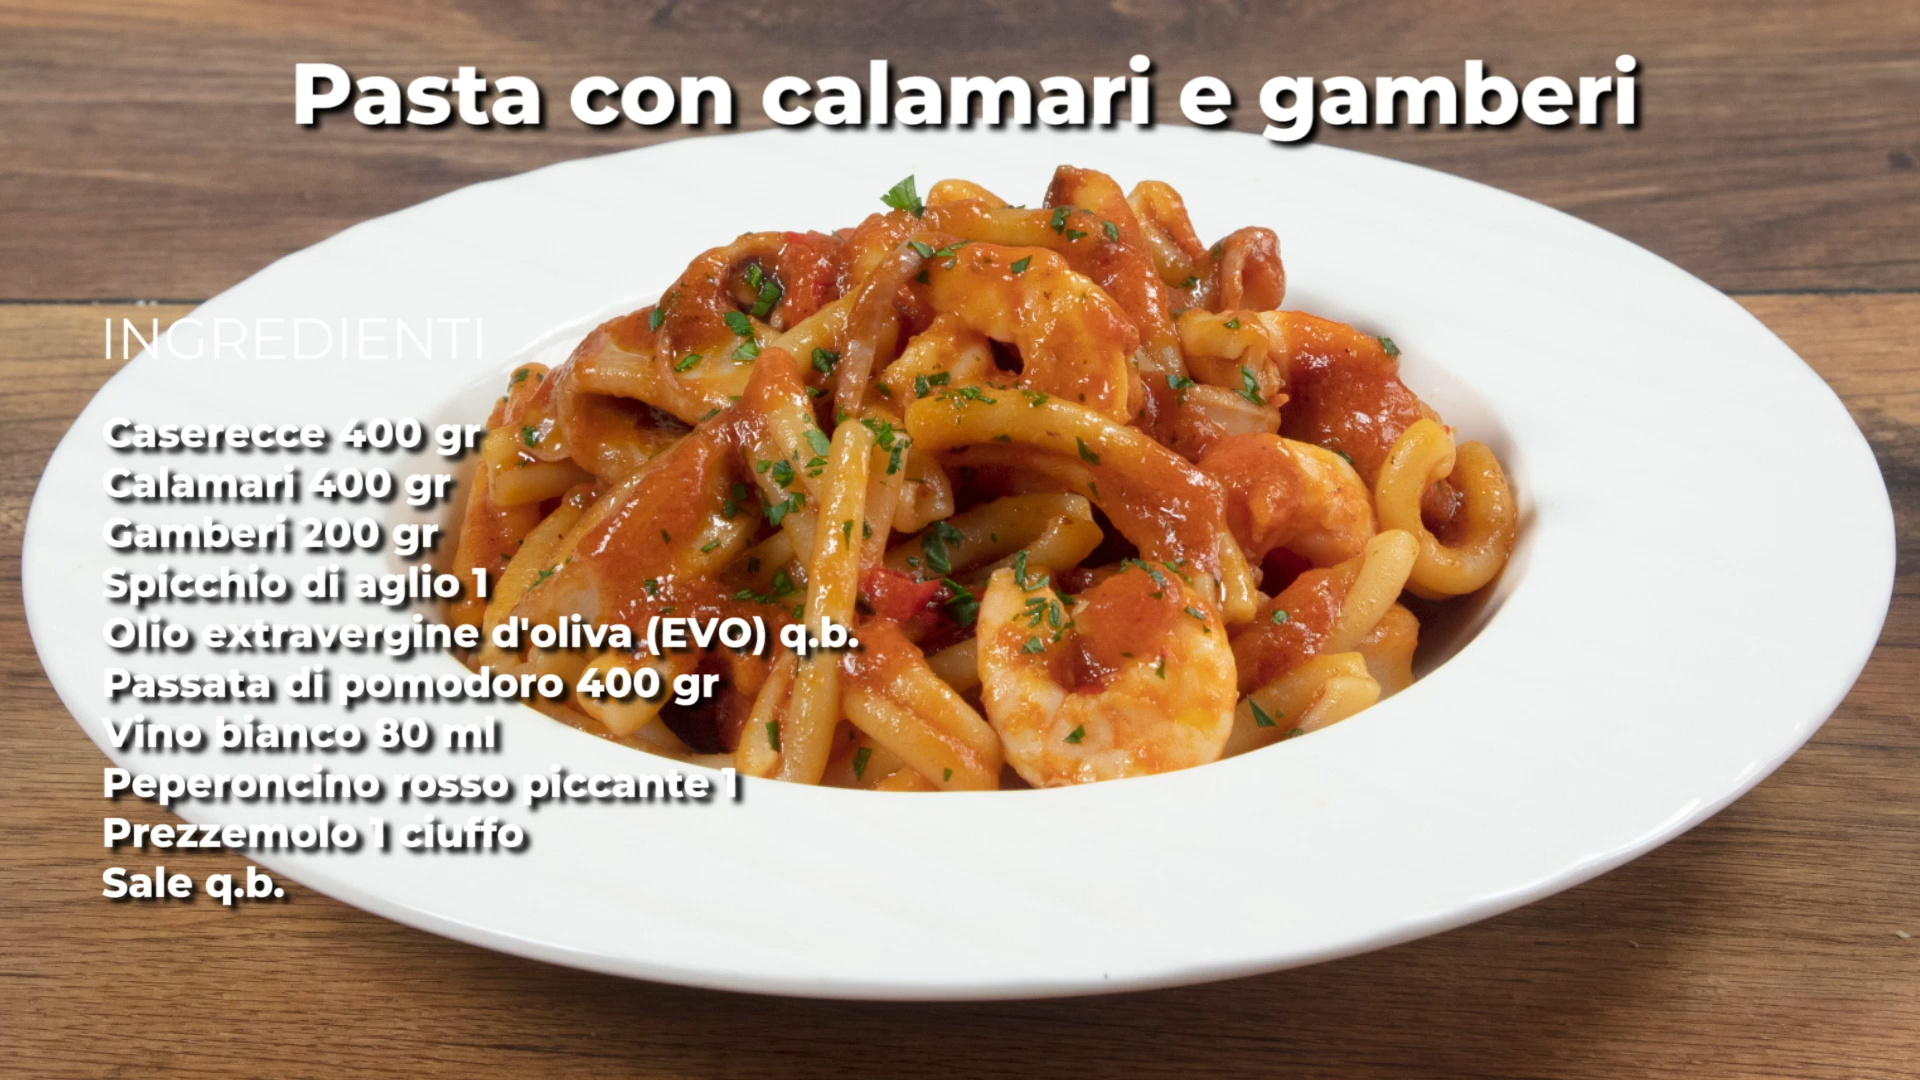 Pasta con calamari e gamberi
INGREDIENTI
Caserecce 400 gr
Calamari 400 gr
Gamberi 200 gr
Spicchio di aglio 1
Olio extravergine d'oliva (EVO) q.b.
Passata di pomodoro 400 gr
Vino bianco 80 ml
Peperoncino rosso piccante 1
Prezzemolo 1 ciuffo
Sale q.b.